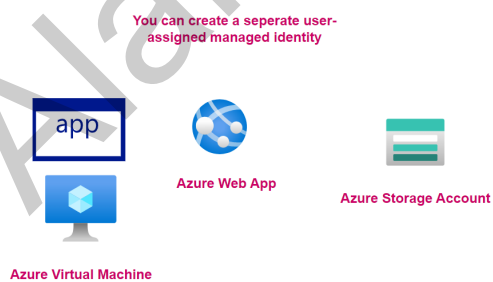 You can create a seperate user-
assigned managed identity
app
Azure Web App
Azure Storage Account
Azure Virtual Machine